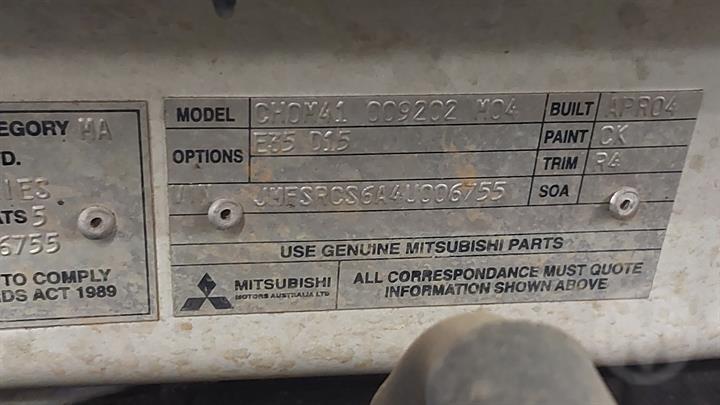 EGORY MA
D.
RIES
ATS 5
6755
TO COMPLY
DS ACT 1989
MODEL CHOM41 009202 M04 BUILT APR04
OPTIONS E35 D15 PAINT CK
TRIM R4
VIN JMFSRCS6A4U006755 SOA
USE GENUINE MITSUBISHI PARTS
MITSUBISHI
MOTORS AUSTRALIA LTD
ALL CORRESPONDANCE MUST QUOTE
INFORMATION SHOWN ABOVE